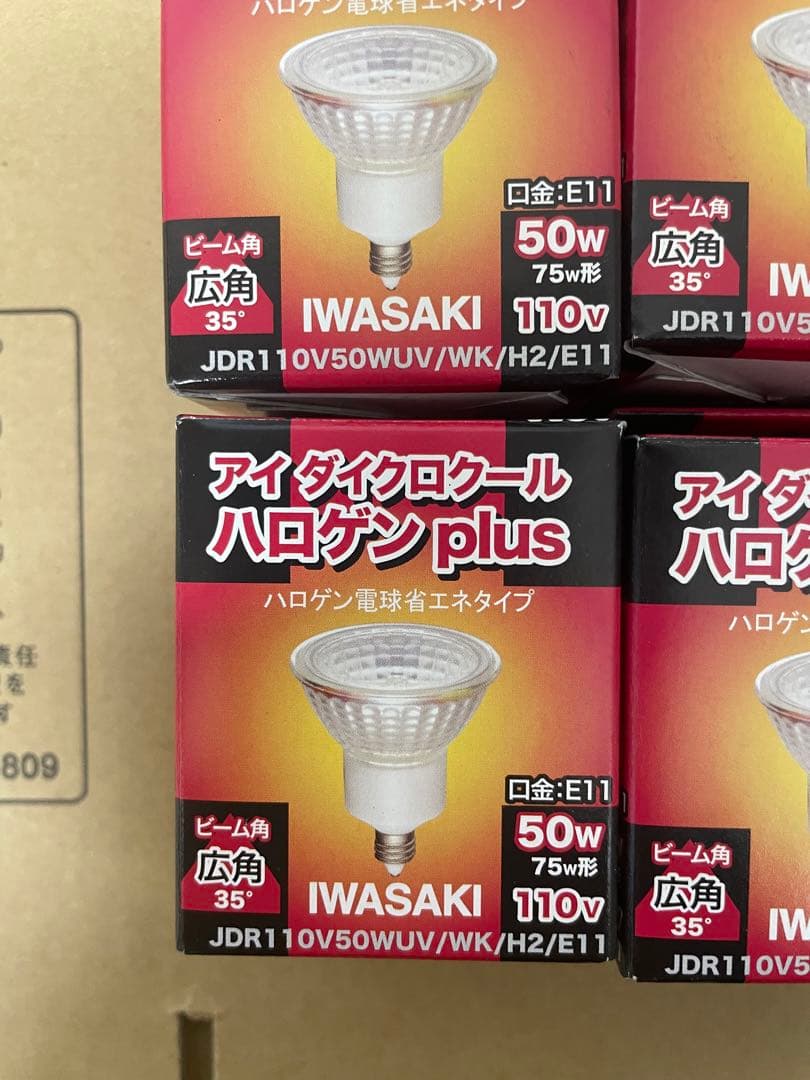 ハロゲン電球省エネタイプ
口金:E11
50W
75W形
110V
ビーム角
広角
35°
IWASAKI
JDR110V50WUV/WK/H2/E11
ビーム角
広角
35°
IW
JDR110V5
アイ ダイクロクール
ハロゲン plus
ハロゲン電球省エネタイプ
口金:E11
50W
75W形
110V
ビーム角
広角
35°
IWASAKI
JDR110V50WUV/WK/H2/E11
アイ ダ
ハロゲ
ハロゲン
ビーム角
広角
35°
IW
JDR110V5
責任
を
す
809